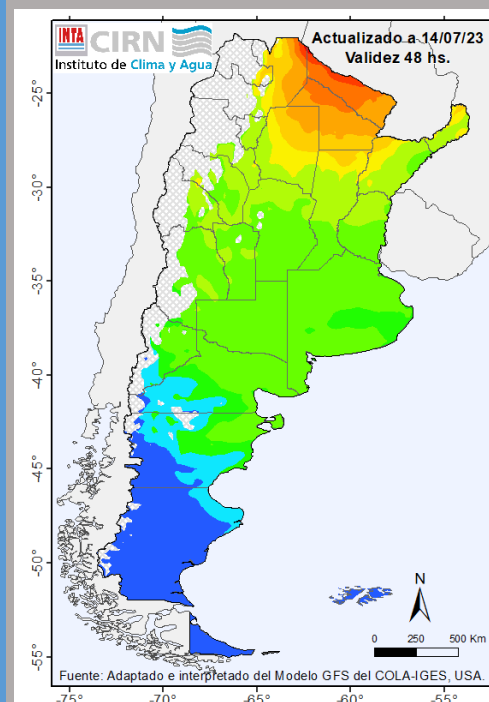 INTA CIRN
Instituto de Clima y Agua
Actualizado a 14/07/23
Validez 48 hs.
-25°
-30°
-35°
-40°
-45°
-50°
-55°
N
0 250 500 Km
Fuente: Adaptado e interpretado del Modelo GFS del COLA-IGES, USA.
-75° -70° -65° -60° -55°